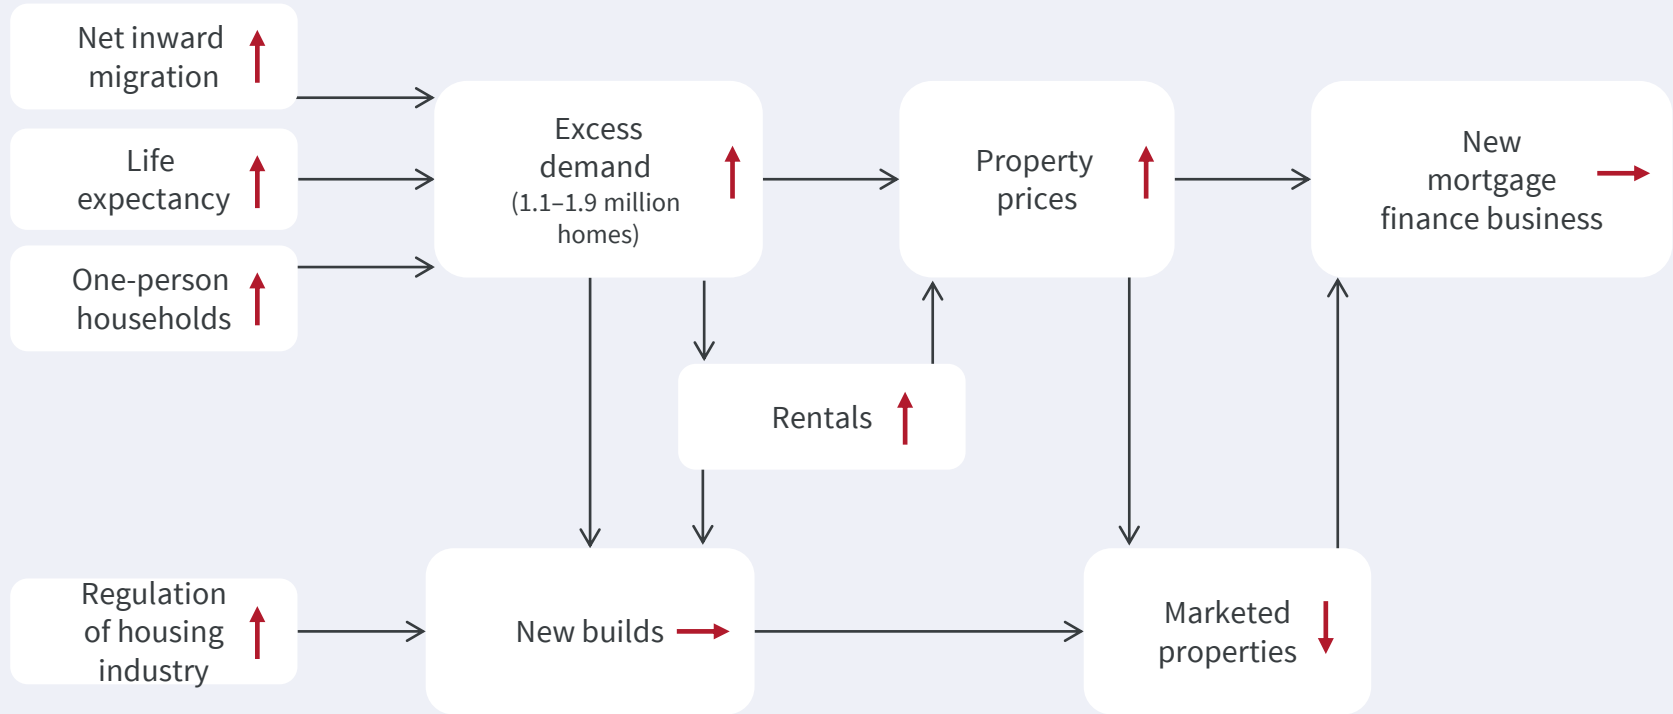 Net inward
migration
Life
expectancy
One-person
households
Excess
demand
(1.1–1.9 million
homes)
Property
prices
New
mortgage
finance business
Rentals
Regulation
of housing
industry
New builds
Marketed
properties